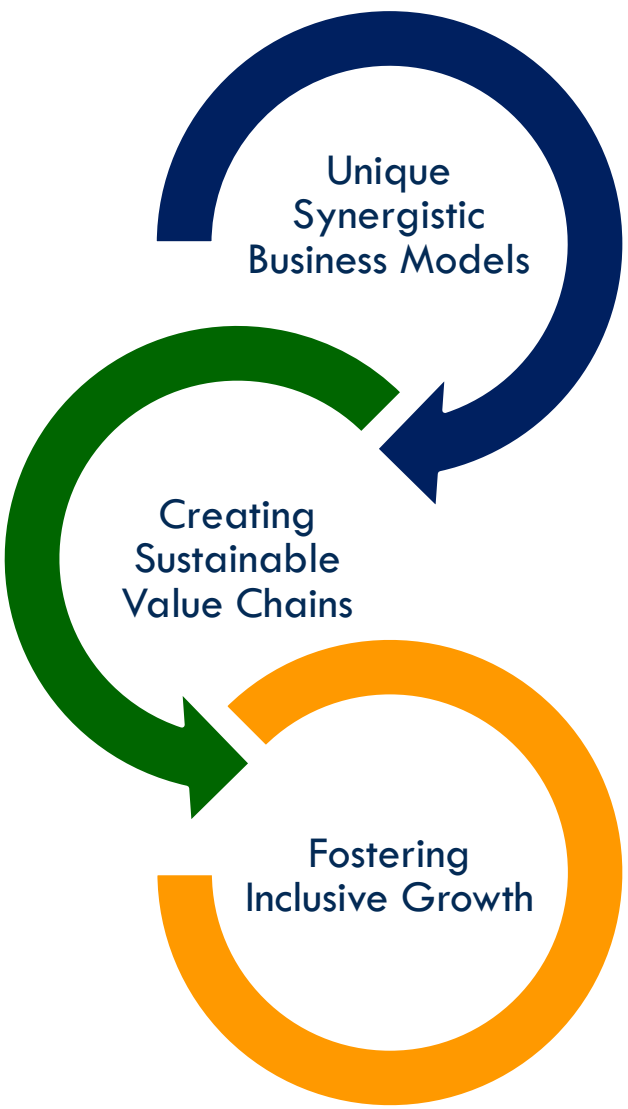 Unique
Synergistic
Business Models
Creating
Sustainable
Value Chains
Fostering
Inclusive Growth